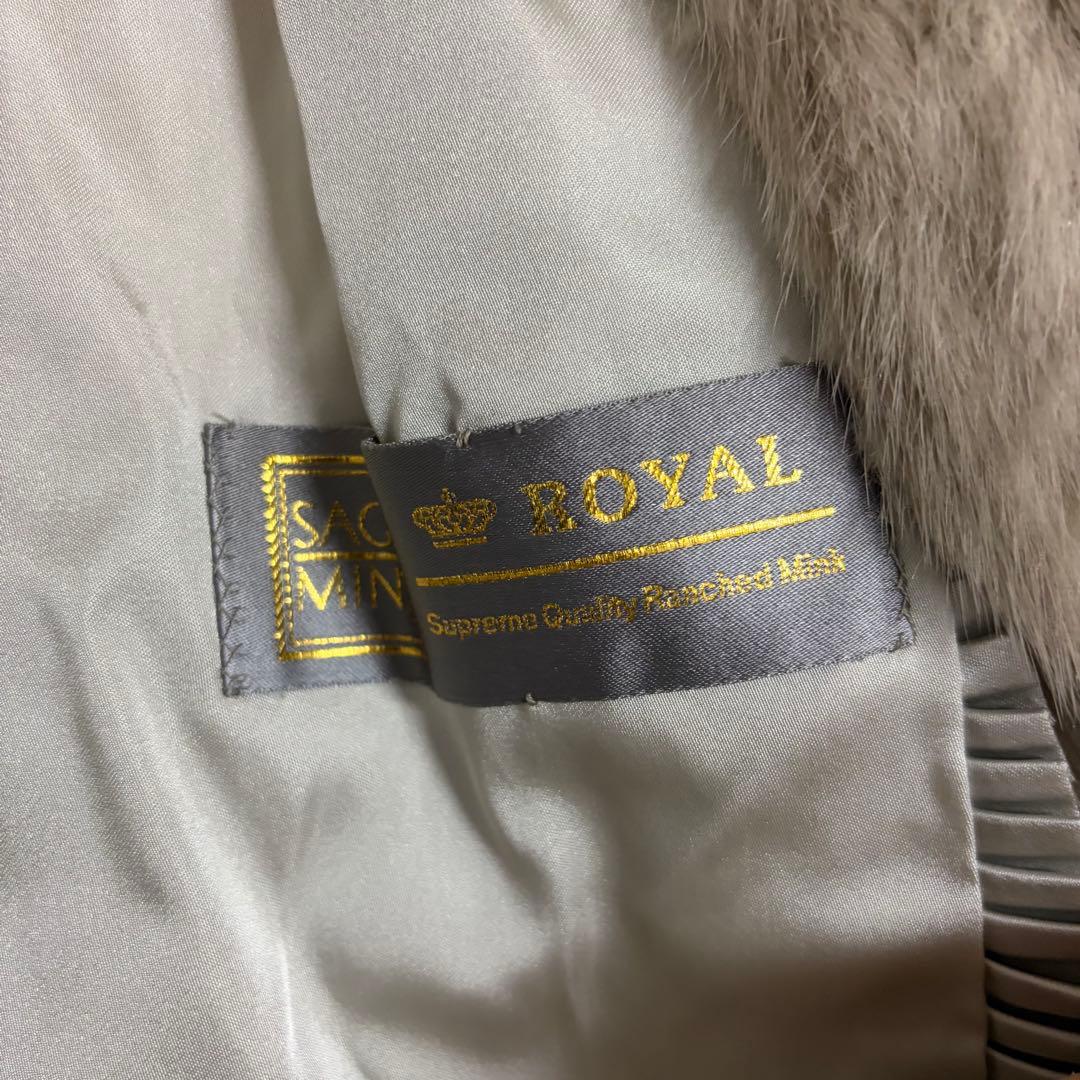 SAG
MIN
ROYAL
Supreme Quality Ranched Mink